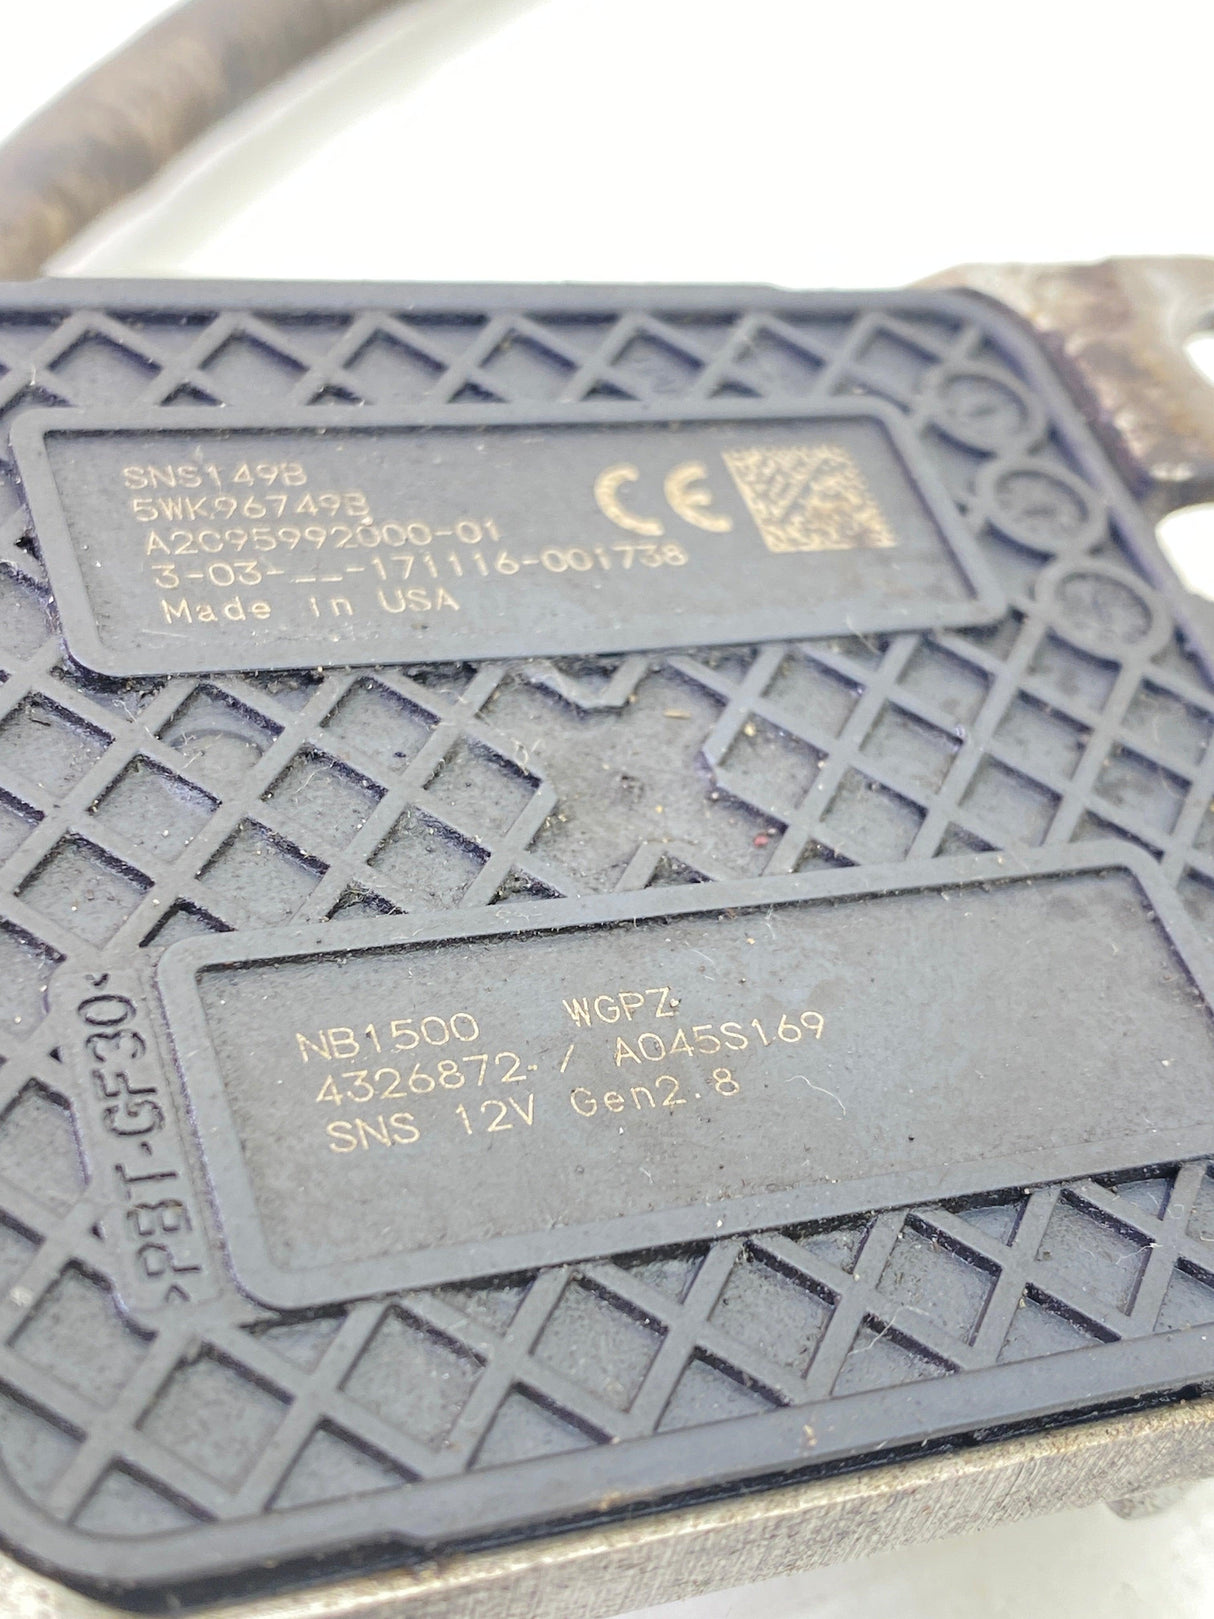 SNS149B
5WK96749B
A2C95992000-01
3-03-__-171116-001738
Made in USA
CE
NB1500 WGPZ
4326872 / A045S169
SNS 12V Gen2.8
>PBT-GF30<